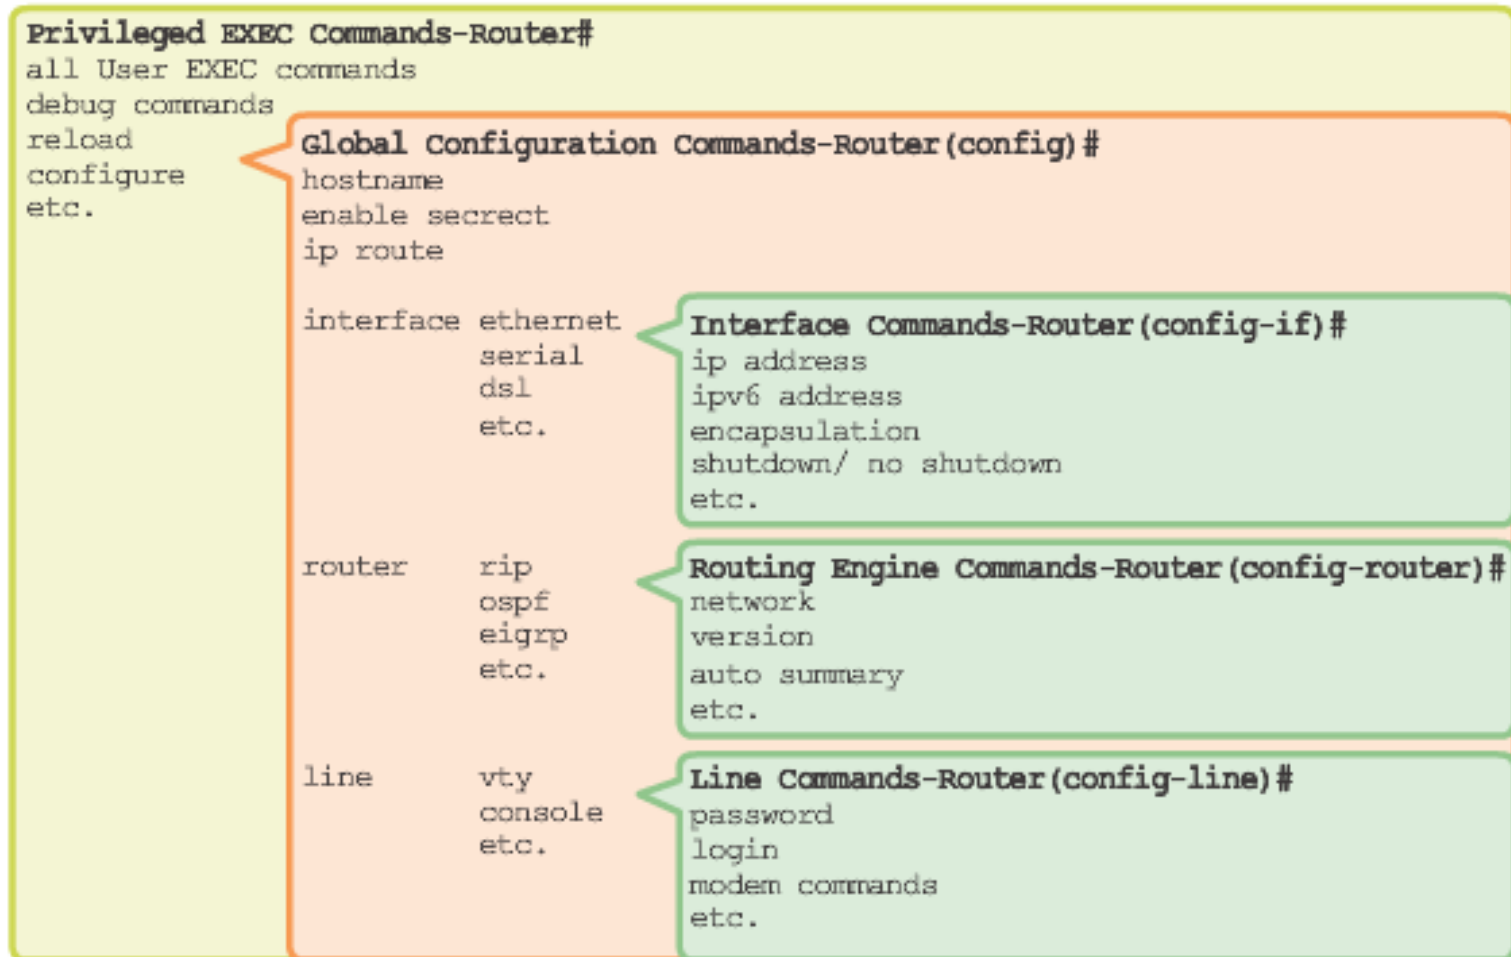 Privileged EXEC Commands-Router#
all User EXEC commands
debug commands
reload
configure
etc.
Global Configuration Commands-Router(config)#
hostname
enable secrect
ip route
interface ethernet
serial
dsl
etc.
Interface Commands-Router(config-if)#
ip address
ipv6 address
encapsulation
shutdown/ no shutdown
etc.
router rip
ospf
eigrp
etc.
Routing Engine Commands-Router(config-router)#
network
version
auto summary
etc.
line vty
console
etc.
Line Commands-Router(config-line)#
password
login
modem commands
etc.